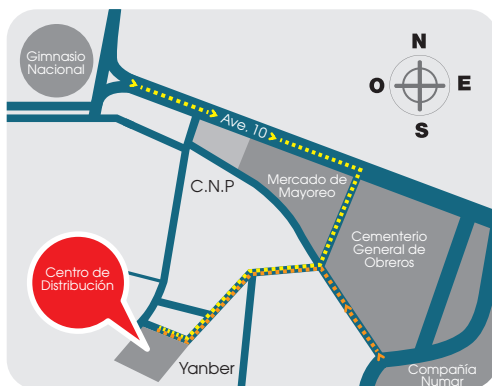 Gimnasio
Nacional
N
O
E
S
Ave. 10
C.N.P
Mercado de
Mayoreo
Cementerio
General de
Obreros
Centro de
Distribución
Yanber
Compañía
Numar